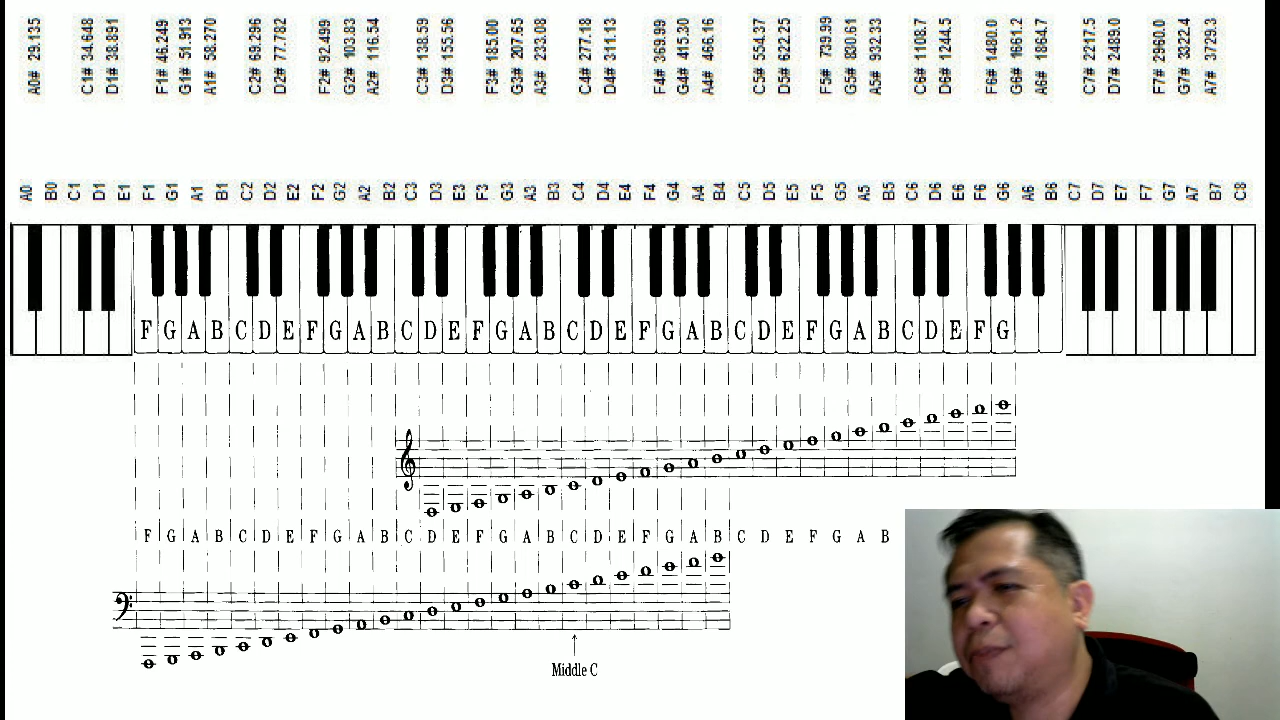 A0# 29.135 C1# 34.648 D1# 38.891 F1# 46.249 G1# 51.913 A1# 58.270 C2# 69.296 D2# 77.782 F2# 92.499 G2# 103.83 A2# 116.54 C3# 138.59 D3# 155.56 F3# 185.00 G3# 207.65 A3# 233.08 C4# 277.18 D4# 311.13 F4# 369.99 G4# 415.30 A4# 466.16 C5# 554.37 D5# 622.25 F5# 739.99 G5# 830.61 A5# 932.33 C6# 1108.7 D6# 1244.5 F6# 1480.0 G6# 1661.2 A6# 1864.7 C7# 2217.5 D7# 2489.0 F7# 2960.0 G7# 3322.4 A7# 3729.3
A0 B0 C1 D1 E1 F1 G1 A1 B1 C2 D2 E2 F2 G2 A2 B2 C3 D3 E3 F3 G3 A3 B3 C4 D4 E4 F4 G4 A4 B4 C5 D5 E5 F5 G5 A5 B5 C6 D6 E6 F6 G6 A6 B6 C7 D7 E7 F7 G7 A7 B7 C8
F G A B C D E F G A B C D E F G A B C D E F G A B C D E F G A B C D E F G
F G A B C D E F G A B C D E F G A B C D E F G A B C D E F G A B
Middle C